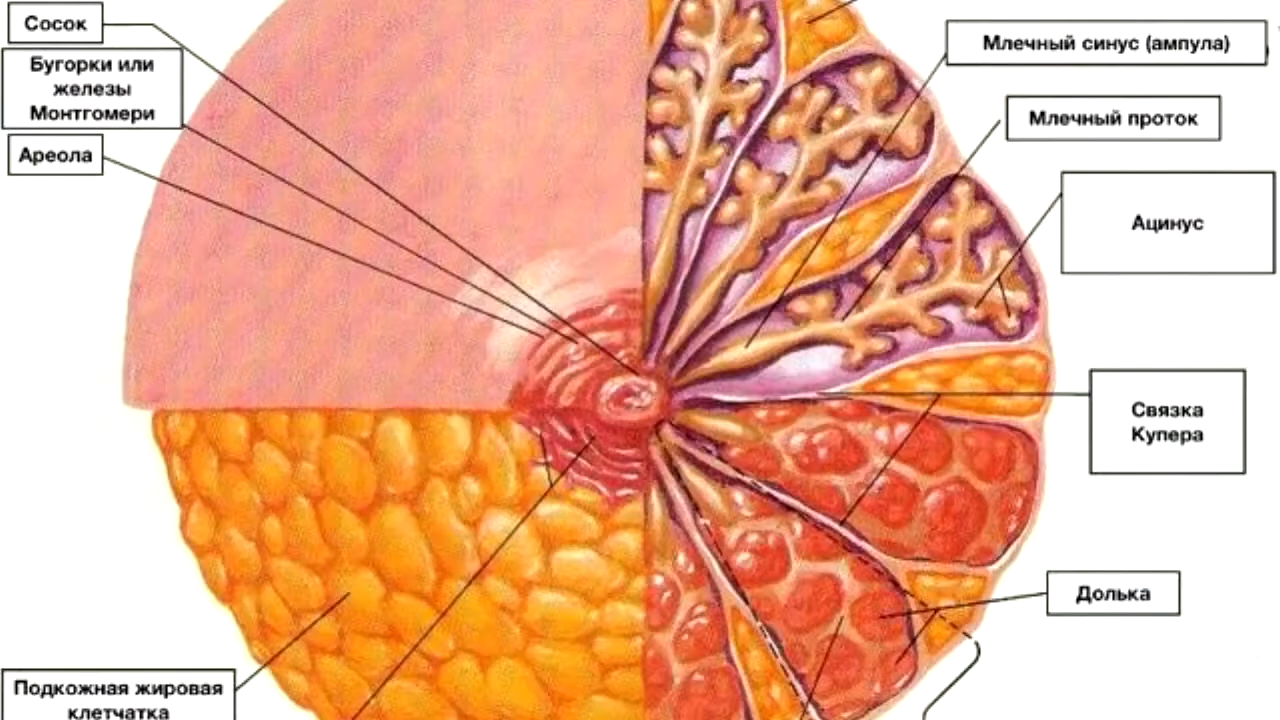 Сосок
Бугорки или
железы
Монтгомери
Ареола
Млечный синус (ампула)
Млечный проток
Ацинус
Связка
Купера
Долька
Подкожная жировая
клетчатка